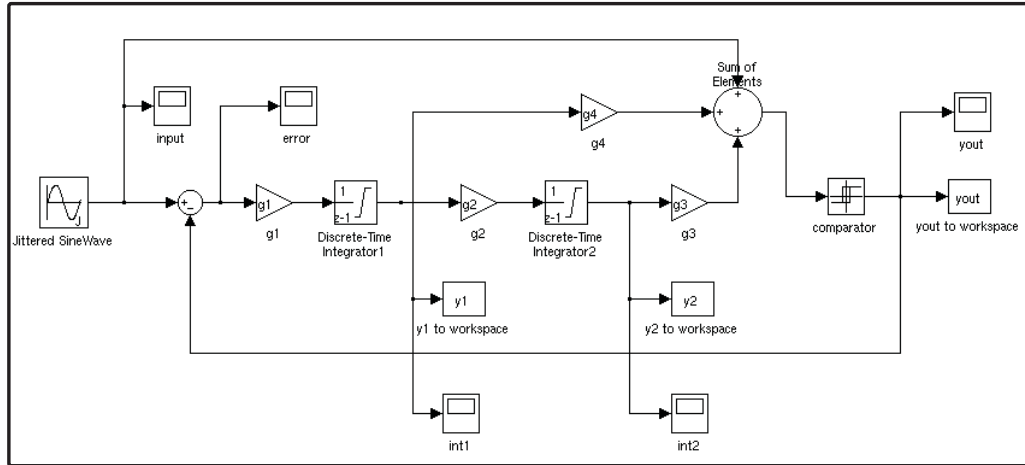 Sum of
Elements
+
+
+
input
error
g4
g4
yout
J
+
−
g1
1
z-1
g2
1
z-1
g3
yout
Jittered SineWave
g1
Discrete-Time
Integrator1
g2
Discrete-Time
Integrator2
g3
comparator
yout to workspace
y1
y2
y1 to workspace
y2 to workspace
int1
int2